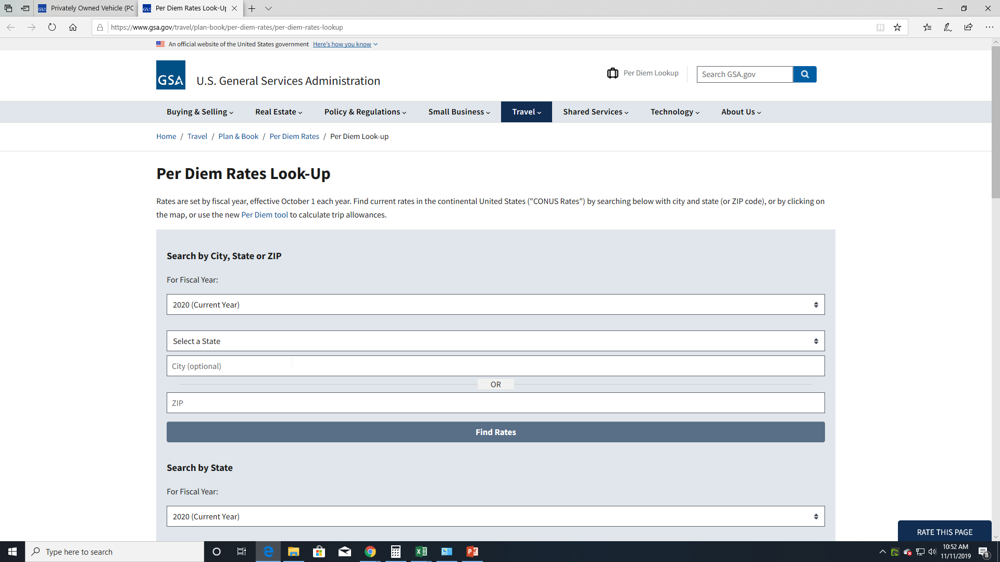 Privately Owned Vehicle (PC
Per Diem Rates Look-Up
https://www.gsa.gov/travel/plan-book/per-diem-rates/per-diem-rates-lookup
An official website of the United States government Here's how you know
GSA
U.S. General Services Administration
Per Diem Lookup
Search GSA.gov
Buying & Selling
Real Estate
Policy & Regulations
Small Business
Travel
Shared Services
Technology
About Us
Home / Travel / Plan & Book / Per Diem Rates / Per Diem Look-up
Per Diem Rates Look-Up
Rates are set by fiscal year, effective October 1 each year. Find current rates in the continental United States ("CONUS Rates") by searching below with city and state (or ZIP code), or by clicking on
the map, or use the new Per Diem tool to calculate trip allowances.
Search by City, State or ZIP
For Fiscal Year:
2020 (Current Year)
Select a State
City (optional)
OR
ZIP
Find Rates
Search by State
For Fiscal Year:
2020 (Current Year)
RATE THIS PAGE
Type here to search
10:52 AM
11/11/2019
8